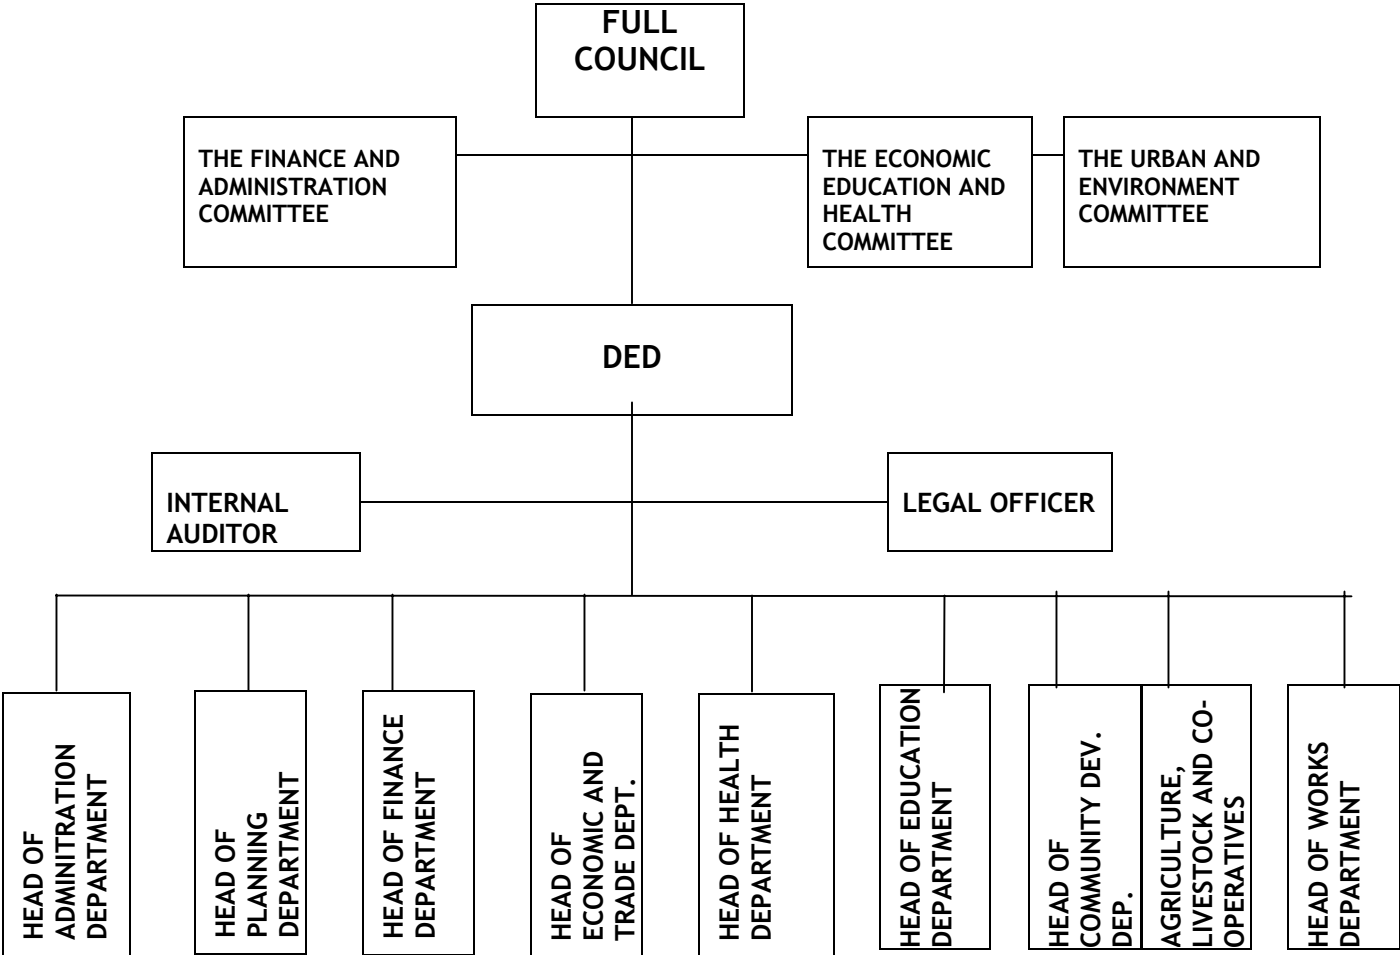 FULL
COUNCIL
THE FINANCE AND
ADMINISTRATION
COMMITTEE
THE ECONOMIC
EDUCATION AND
HEALTH
COMMITTEE
THE URBAN AND
ENVIRONMENT
COMMITTEE
DED
INTERNAL
AUDITOR
LEGAL OFFICER
HEAD OF
ADMINITRATION
DEPARTMENT
HEAD OF
PLANNING
DEPARTMENT
HEAD OF FINANCE
DEPARTMENT
HEAD OF
ECONOMIC AND
TRADE DEPT.
HEAD OF HEALTH
DEPARTMENT
HEAD OF EDUCATION
DEPARTMENT
HEAD OF
COMMUNITY DEV.
DEP.
AGRICULTURE,
LIVESTOCK AND CO-
OPERATIVES
HEAD OF WORKS
DEPARTMENT